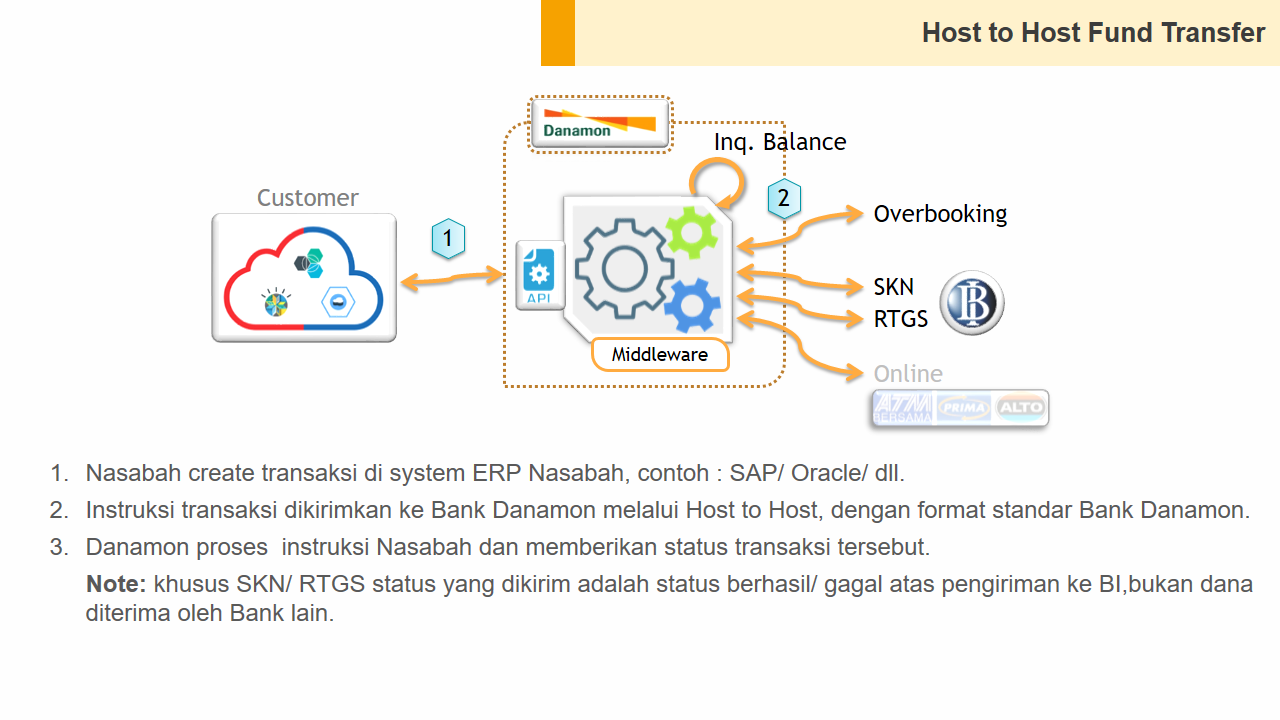 Host to Host Fund Transfer
Danamon
Inq. Balance
Customer
1
2
Overbooking
API
SKN
RTGS
Middleware
Online
ATM BERSAMA
PRIMA
ALTO
1. Nasabah create transaksi di system ERP Nasabah, contoh : SAP/ Oracle/ dll.
2. Instruksi transaksi dikirimkan ke Bank Danamon melalui Host to Host, dengan format standar Bank Danamon.
3. Danamon proses  instruksi Nasabah dan memberikan status transaksi tersebut.
Note: khusus SKN/ RTGS status yang dikirim adalah status berhasil/ gagal atas pengiriman ke BI,bukan dana
diterima oleh Bank lain.